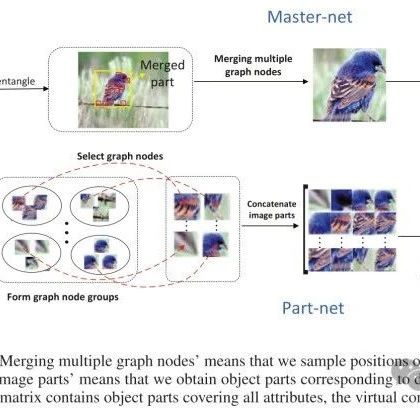 Master-net
entangle
Merged
part
Merging multiple
graph nodes
Select graph nodes
Concatenate
image parts
Form graph node groups
Part-net
Merging multiple graph nodes' means that we sample positions o
mage parts' means that we obtain object parts corresponding to
matrix contains object parts covering all attributes, the virtual co